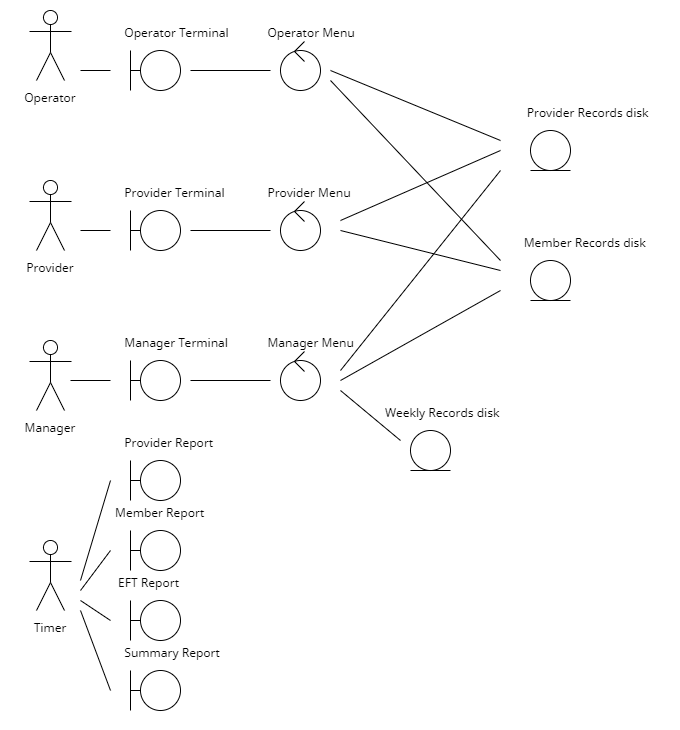 Operator Terminal
Operator Menu
Operator
Provider Records disk
Provider Terminal
Provider Menu
Provider
Member Records disk
Manager Terminal
Manager Menu
Manager
Weekly Records disk
Provider Report
Member Report
EFT Report
Timer
Summary Report